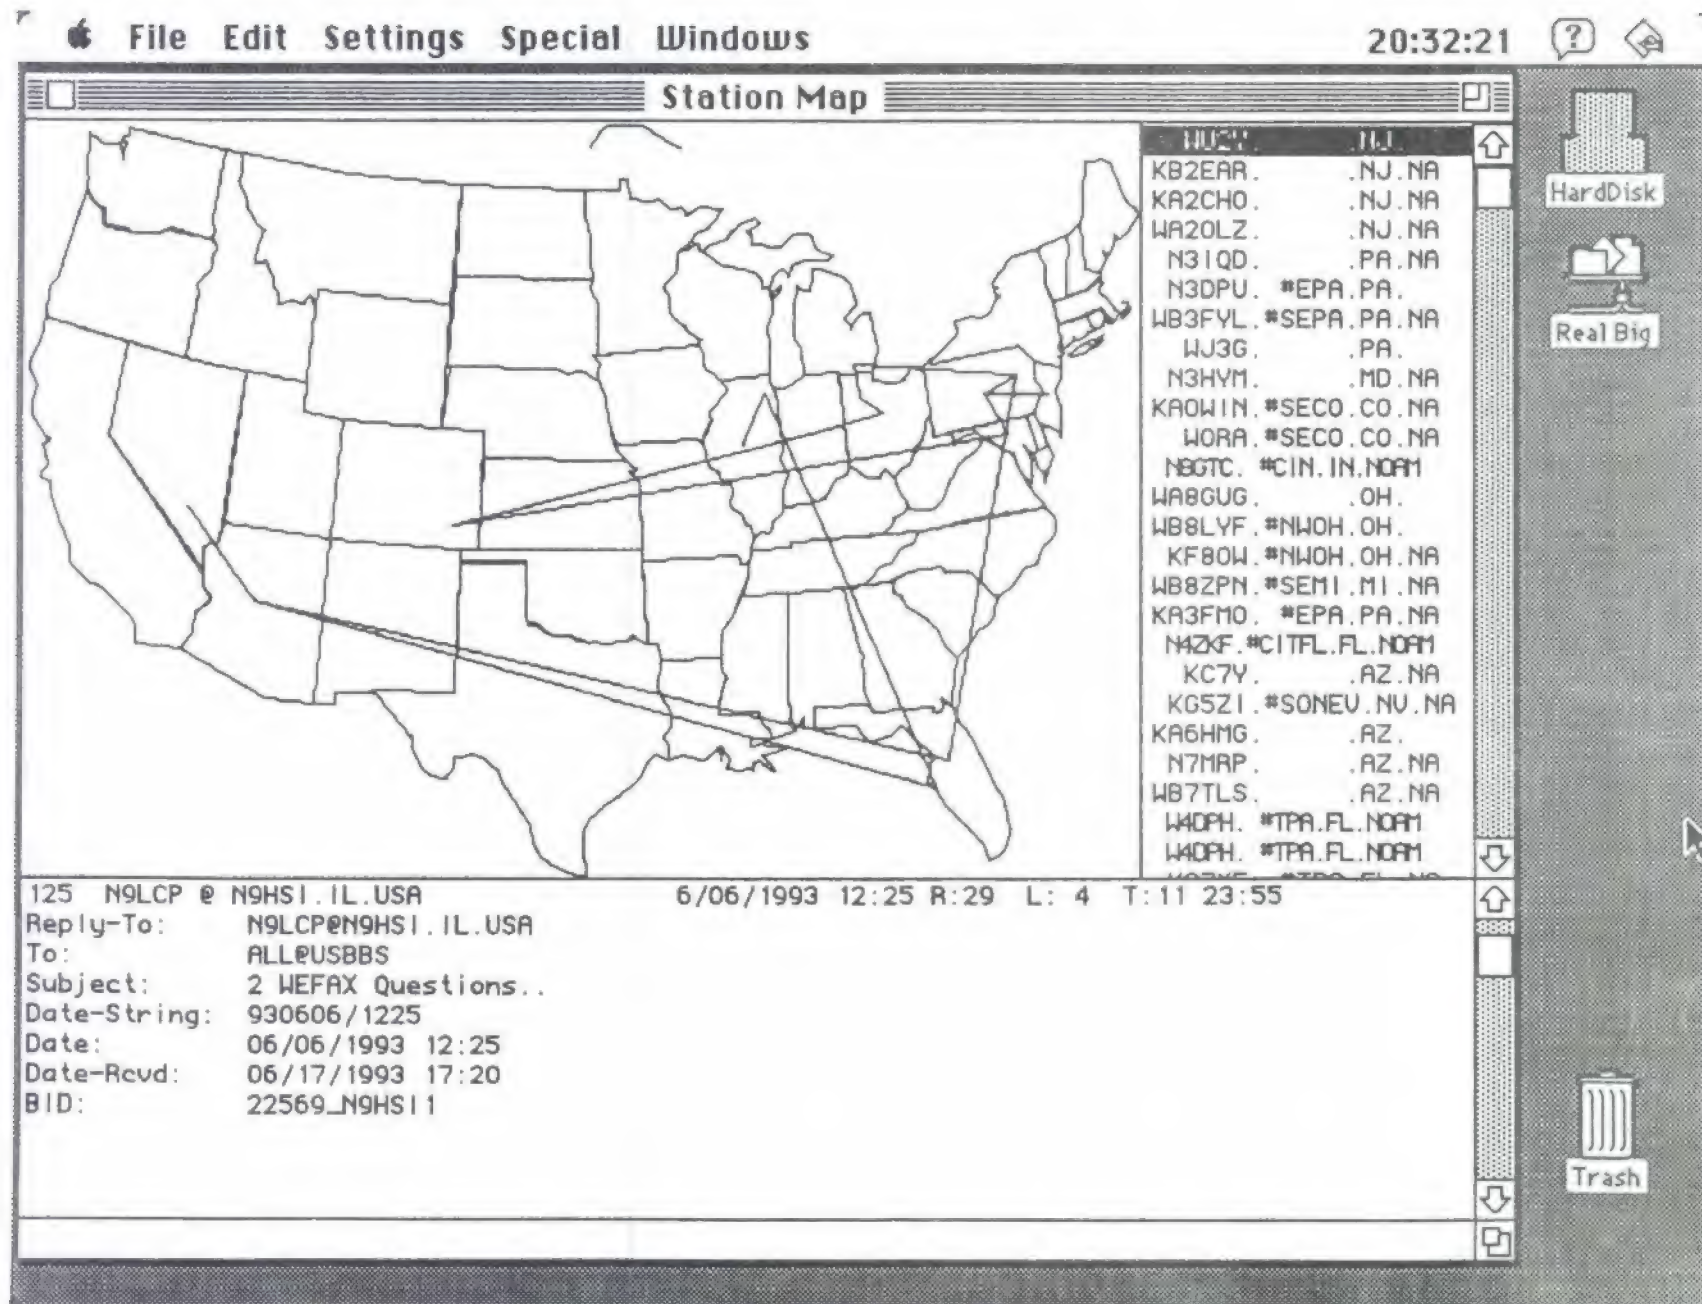 File Edit Settings Special Windows 20:32:21
Station Map
WU2Y. .NJ.
KB2EAR. .NJ.NA
KA2CHO. .NJ.NA
WA2OLZ. .NJ.NA
N3IQD. .PA.NA
N3DPU. #EPA.PA.
WB3FYL.#SEPA.PA.NA
WJ3G. .PA.
N3HYM. .MD.NA
KA0WIN.#SECO.CO.NA
W0RA.#SECO.CO.NA
N8GTC. #CIN.IN.NOAM
WA8GUG. .OH.
WB8LYF.#NWOH.OH.
KF8OW.#NWOH.OH.NA
WB8ZPN.#SEMI.MI.NA
KA3FMO. #EPA.PA.NA
N4ZKF.#CITFL.FL.NOAM
KC7Y. .AZ.NA
KG5ZI.#SONEV.NV.NA
KA6HMG. .AZ.
N7MRP. .AZ.NA
WB7TLS. .AZ.NA
W4DPH. #TPA.FL.NOAM
W4DPH. #TPA.FL.NOAM
HardDisk
Real Big
125 N9LCP @ N9HSI.IL.USA 6/06/1993 12:25 R:29 L: 4 T:11 23:55
Reply-To: N9LCP@N9HSI.IL.USA
To: ALL@USBBS
Subject: 2 WEFAX Questions..
Date-String: 930606/1225
Date: 06/06/1993 12:25
Date-Rcvd: 06/17/1993 17:20
BID: 22569_N9HSI1
Trash